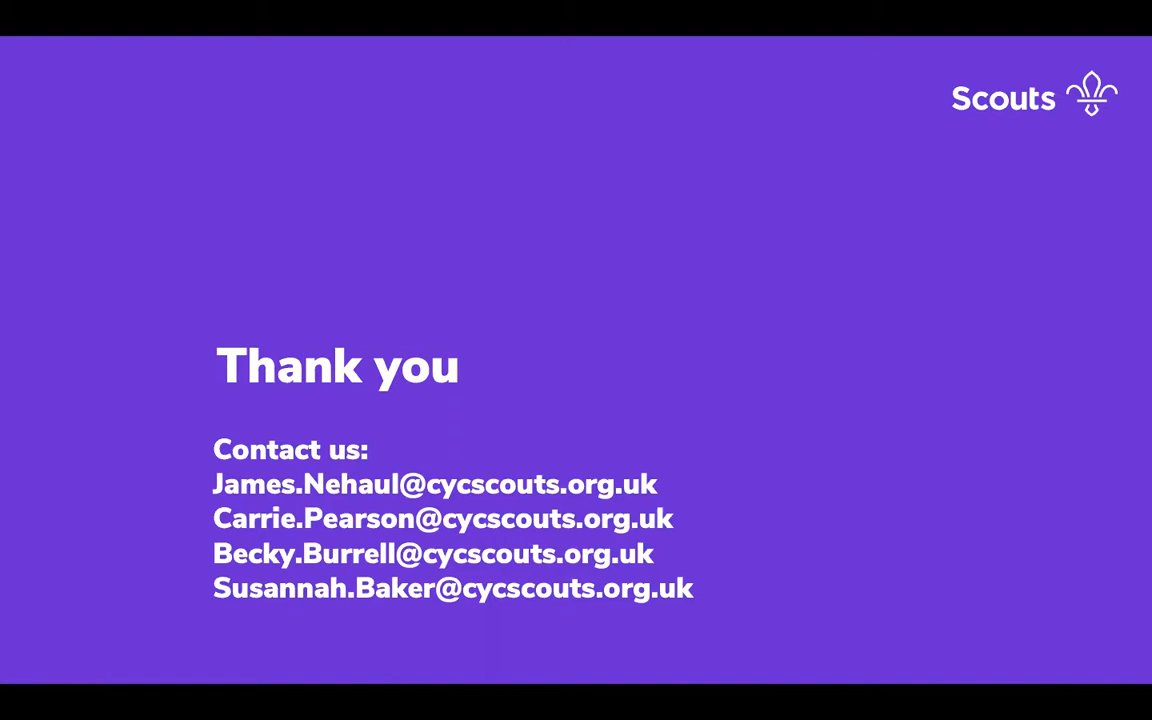 Scouts
Thank you
Contact us:
James.Nehaul@cycscouts.org.uk
Carrie.Pearson@cycscouts.org.uk
Becky.Burrell@cycscouts.org.uk
Susannah.Baker@cycscouts.org.uk